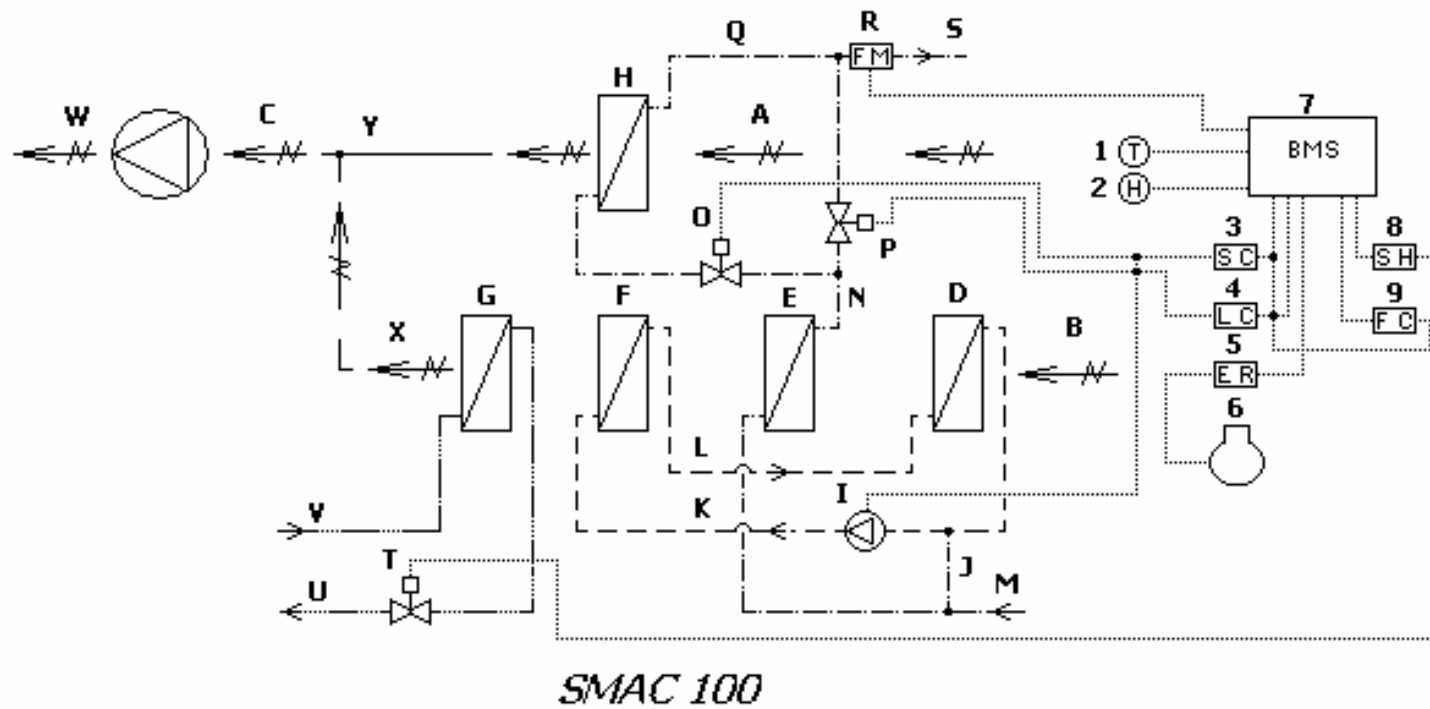 R S
Q
F M
H
W C Y A
7
BMS
1 T
2 H
O
P
3 8
S C S H
N
G F E D
4 9
L C F C
X B
5
E R
6
L
I
V K
T J
U M
SMAC 100